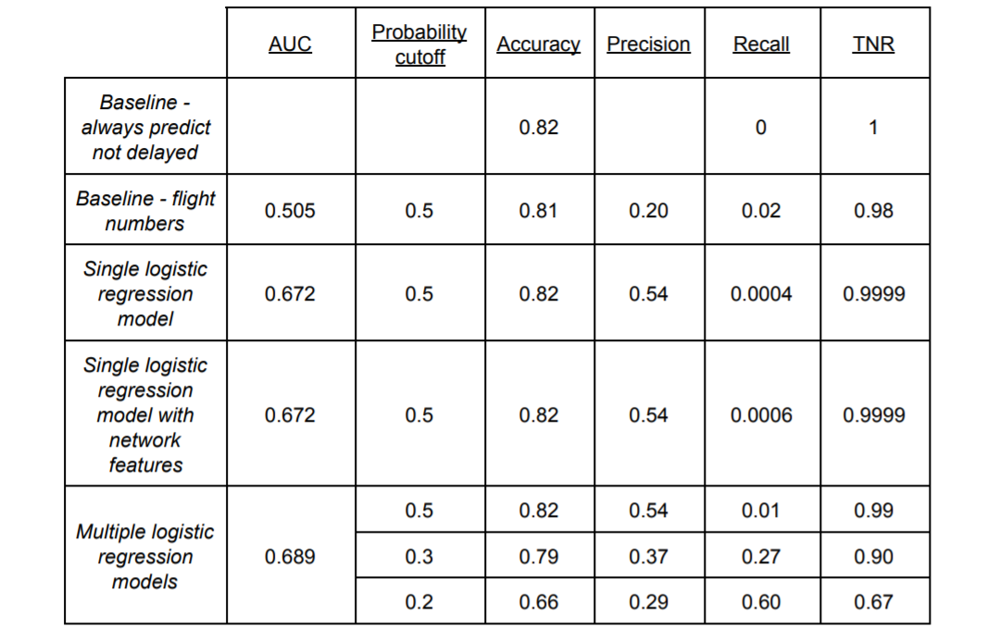 AUC
Probability
cutoff
Accuracy
Precision
Recall
TNR
Baseline -
always predict
not delayed
0.82
0
1
Baseline - flight
numbers
0.505
0.5
0.81
0.20
0.02
0.98
Single logistic
regression
model
0.672
0.5
0.82
0.54
0.0004
0.9999
Single logistic
regression
model with
network
features
0.672
0.5
0.82
0.54
0.0006
0.9999
Multiple logistic
regression
models
0.689
0.5
0.82
0.54
0.01
0.99
0.3
0.79
0.37
0.27
0.90
0.2
0.66
0.29
0.60
0.67